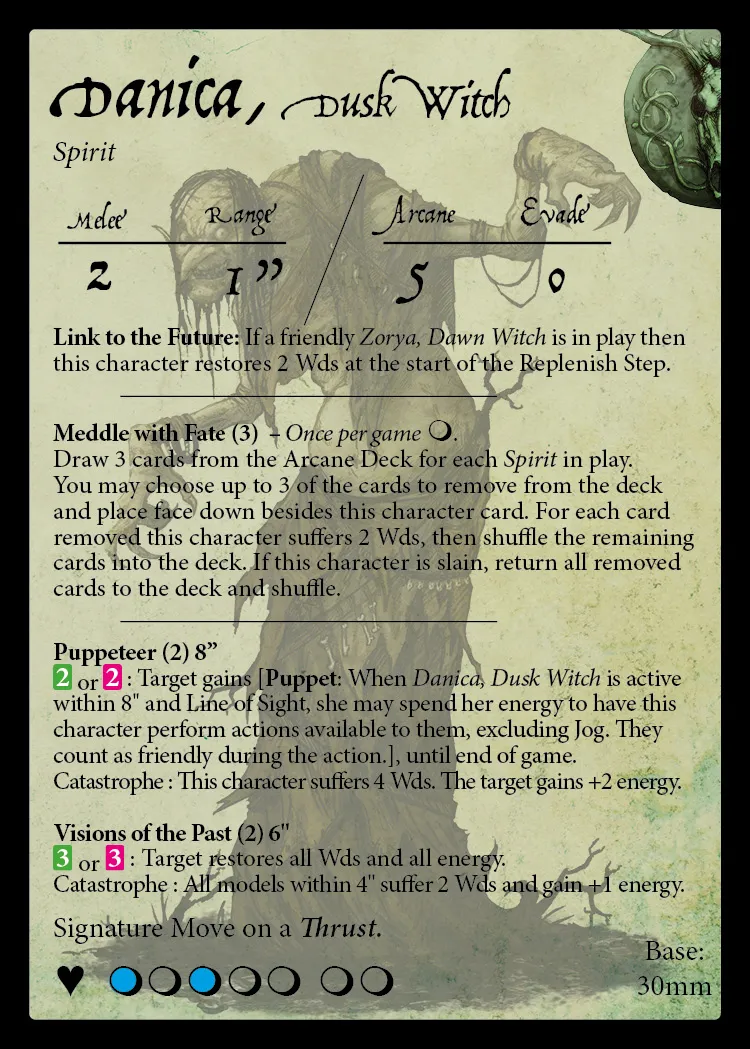 Danica, Dusk Witch
Spirit
Melee Range Arcane Evade
2 1” 5 0
Link to the Future: If a friendly Zorya, Dawn Witch is in play then
this character restores 2 Wds at the start of the Replenish Step.
Meddle with Fate (3) – Once per game .
Draw 3 cards from the Arcane Deck for each Spirit in play.
You may choose up to 3 of the cards to remove from the deck
and place face down besides this character card. For each card
removed this character suffers 2 Wds, then shuffle the remaining
cards into the deck. If this character is slain, return all removed
cards to the deck and shuffle.
Puppeteer (2) 8”
2 or 2 : Target gains [Puppet: When Danica, Dusk Witch is active
within 8" and Line of Sight, she may spend her energy to have this
character perform actions available to them, excluding Jog. They
count as friendly during the action.], until end of game.
Catastrophe : This character suffers 4 Wds. The target gains +2 energy.
Visions of the Past (2) 6"
3 or 3 : Target restores all Wds and all energy.
Catastrophe : All models within 4" suffer 2 Wds and gain +1 energy.
Signature Move on a Thrust.
Base:
30mm